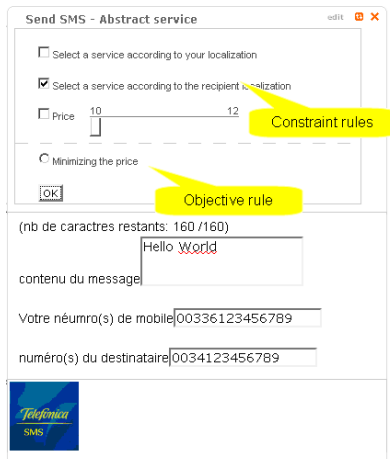 Send SMS - Abstract service
edit
Select a service according to your localization
Select a service according to the recipient localization
Price
10 12
Constraint rules
Minimizing the price
OK
Objective rule
(nb de caractres restants: 160 /160)
Hello World
contenu du message
Votre néumro(s) de mobile 00336123456789
numéro(s) du destinataire 0034123456789
Telefónica
SMS